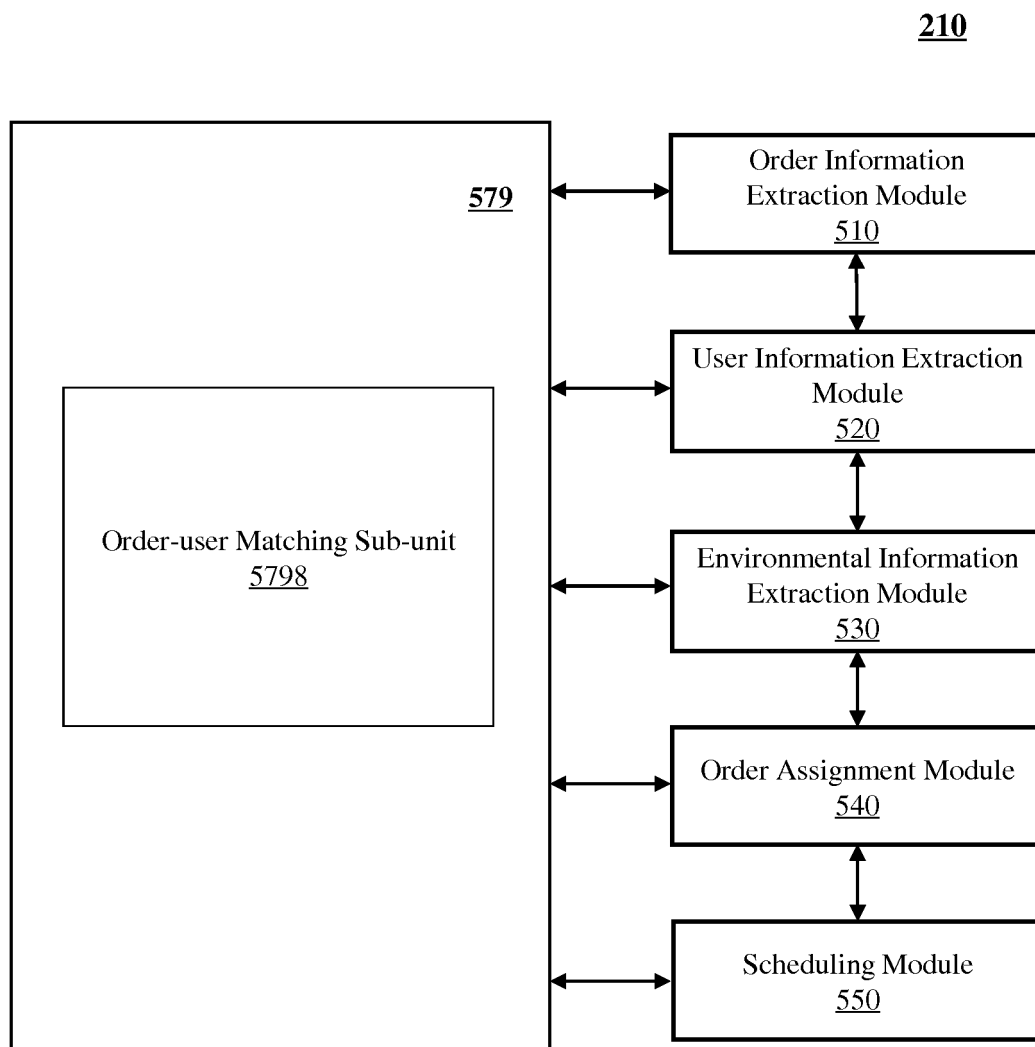 210
579
Order-user Matching Sub-unit
5798
Order Information
Extraction Module
510
User Information Extraction
Module
520
Environmental Information
Extraction Module
530
Order Assignment Module
540
Scheduling Module
550